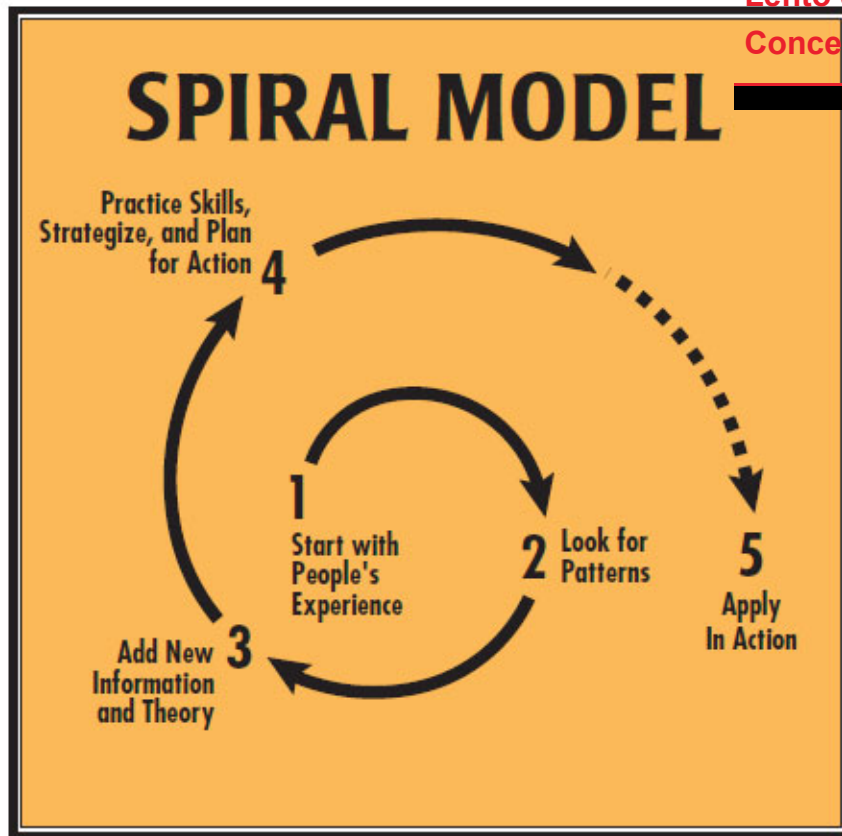 Conce
SPIRAL MODEL
Practice Skills,
Strategize, and Plan
for Action
4
1
Start with
People's
Experience
2
Look for
Patterns
3
Add New
Information
and Theory
5
Apply
In Action